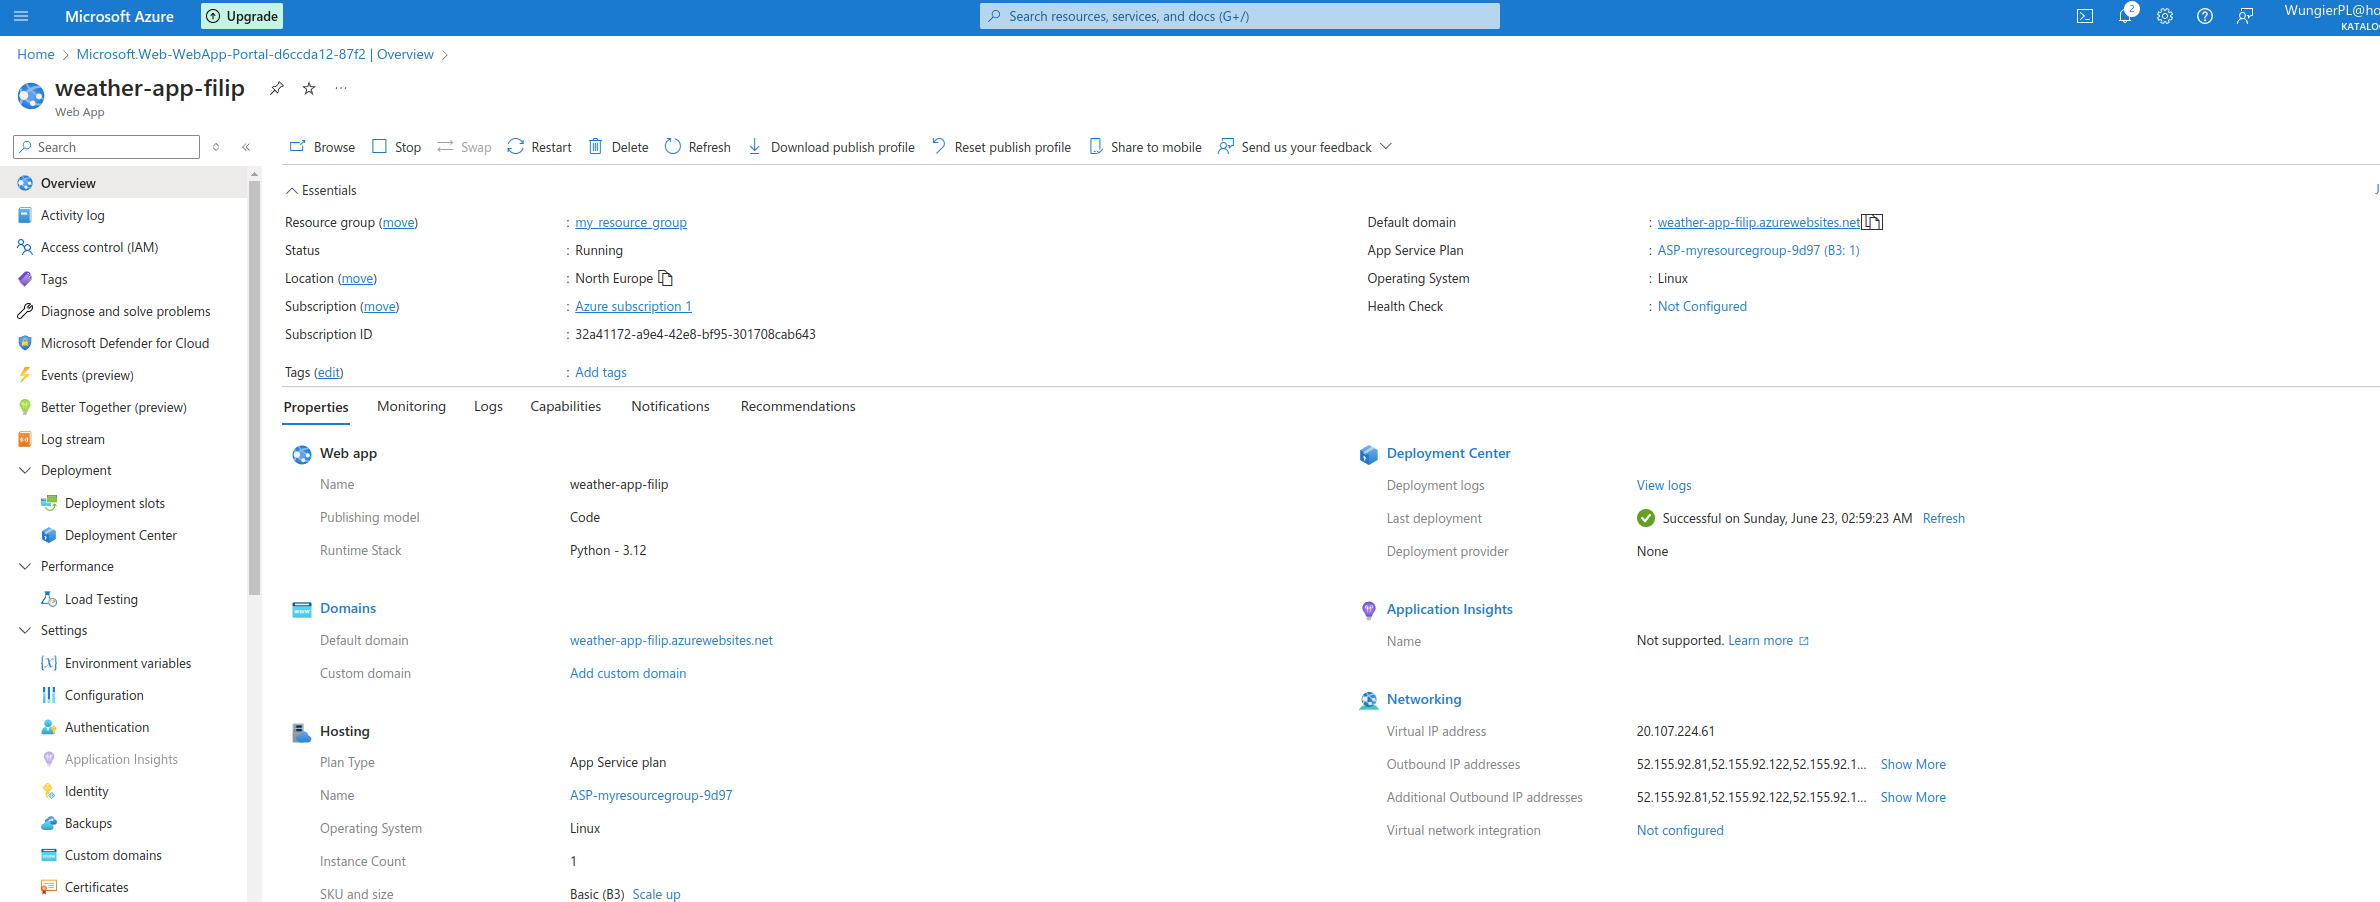 Microsoft Azure
Upgrade
Search resources, services, and docs (G+/)
2
WungierPL@ho
KATALO
Home
Microsoft.Web-WebApp-Portal-d6ccda12-87f2 | Overview
weather-app-filip
Web App
Search
Browse
Stop
Swap
Restart
Delete
Refresh
Download publish profile
Reset publish profile
Share to mobile
Send us your feedback
Overview
Activity log
Access control (IAM)
Tags
Diagnose and solve problems
Microsoft Defender for Cloud
Events (preview)
Better Together (preview)
Log stream
Deployment
Deployment slots
Deployment Center
Performance
Load Testing
Settings
Environment variables
Configuration
Authentication
Application Insights
Identity
Backups
Custom domains
Certificates
Essentials
J
Resource group (move) : my_resource_group
Status : Running
Location (move) : North Europe
Subscription (move) : Azure subscription 1
Subscription ID : 32a41172-a9e4-42e8-bf95-301708cab643
Tags (edit) : Add tags
Default domain : weather-app-filip.azurewebsites.net
App Service Plan : ASP-myresourcegroup-9d97 (B3: 1)
Operating System : Linux
Health Check : Not Configured
Properties
Monitoring
Logs
Capabilities
Notifications
Recommendations
Web app
Name weather-app-filip
Publishing model Code
Runtime Stack Python - 3.12
Domains
Default domain weather-app-filip.azurewebsites.net
Custom domain Add custom domain
Hosting
Plan Type App Service plan
Name ASP-myresourcegroup-9d97
Operating System Linux
Instance Count 1
SKU and size Basic (B3) Scale up
Deployment Center
Deployment logs View logs
Last deployment Successful on Sunday, June 23, 02:59:23 AM Refresh
Deployment provider None
Application Insights
Name Not supported. Learn more
Networking
Virtual IP address 20.107.224.61
Outbound IP addresses 52.155.92.81,52.155.92.122,52.155.92.1... Show More
Additional Outbound IP addresses 52.155.92.81,52.155.92.122,52.155.92.1... Show More
Virtual network integration Not configured